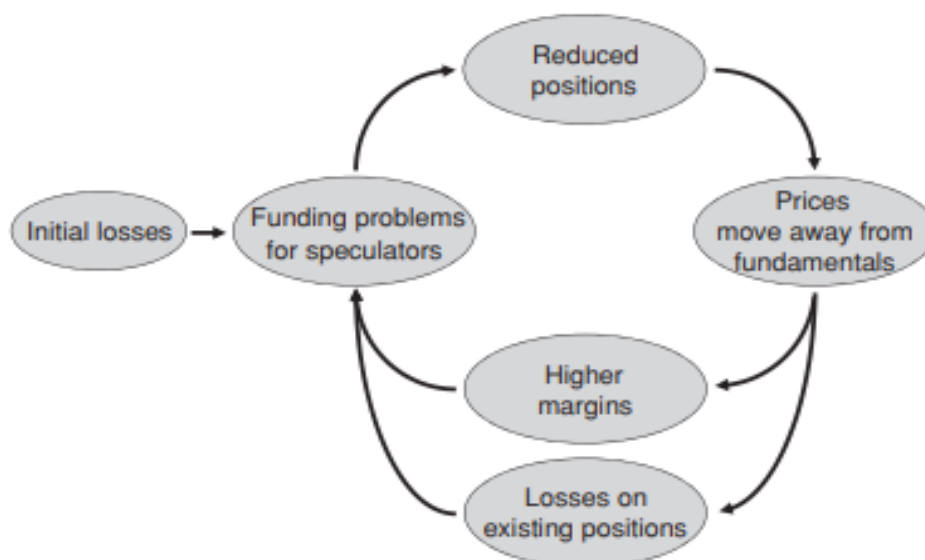 Reduced
positions
Initial losses
Funding problems
for speculators
Prices
move away from
fundamentals
Higher
margins
Losses on
existing positions